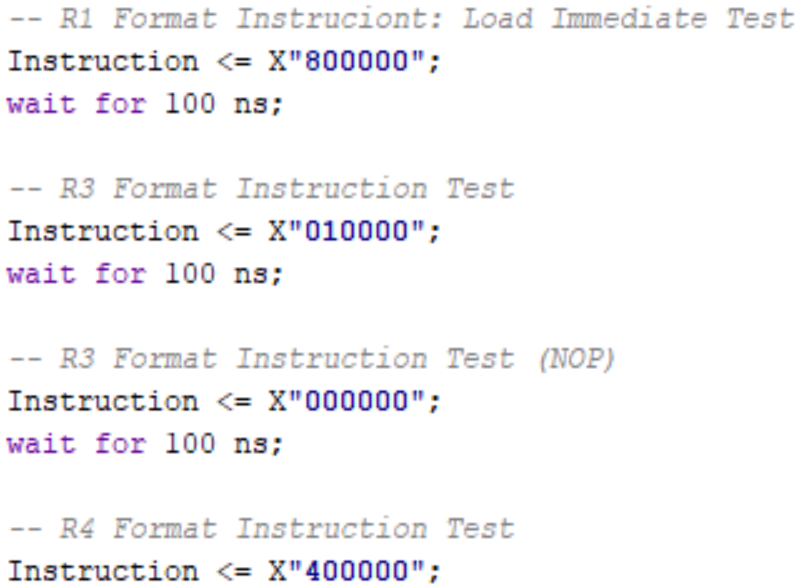 -- R1 Format Instruciont: Load Immediate Test
Instruction <= X"800000";
wait for 100 ns;
-- R3 Format Instruction Test
Instruction <= X"010000";
wait for 100 ns;
-- R3 Format Instruction Test (NOP)
Instruction <= X"000000";
wait for 100 ns;
-- R4 Format Instruction Test
Instruction <= X"400000";